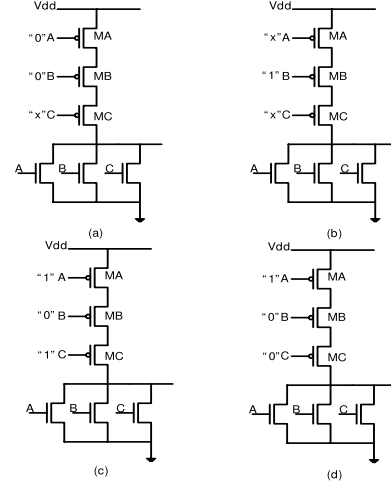 Vdd
"0"A MA
"0"B MB
"x"C MC
A B C
(a)
Vdd
"x"A MA
"1"B MB
"x"C MC
A B C
(b)
Vdd
"1"A MA
"0"B MB
"1"C MC
A B C
(c)
Vdd
"1"A MA
"0"B MB
"0"C MC
A B C
(d)